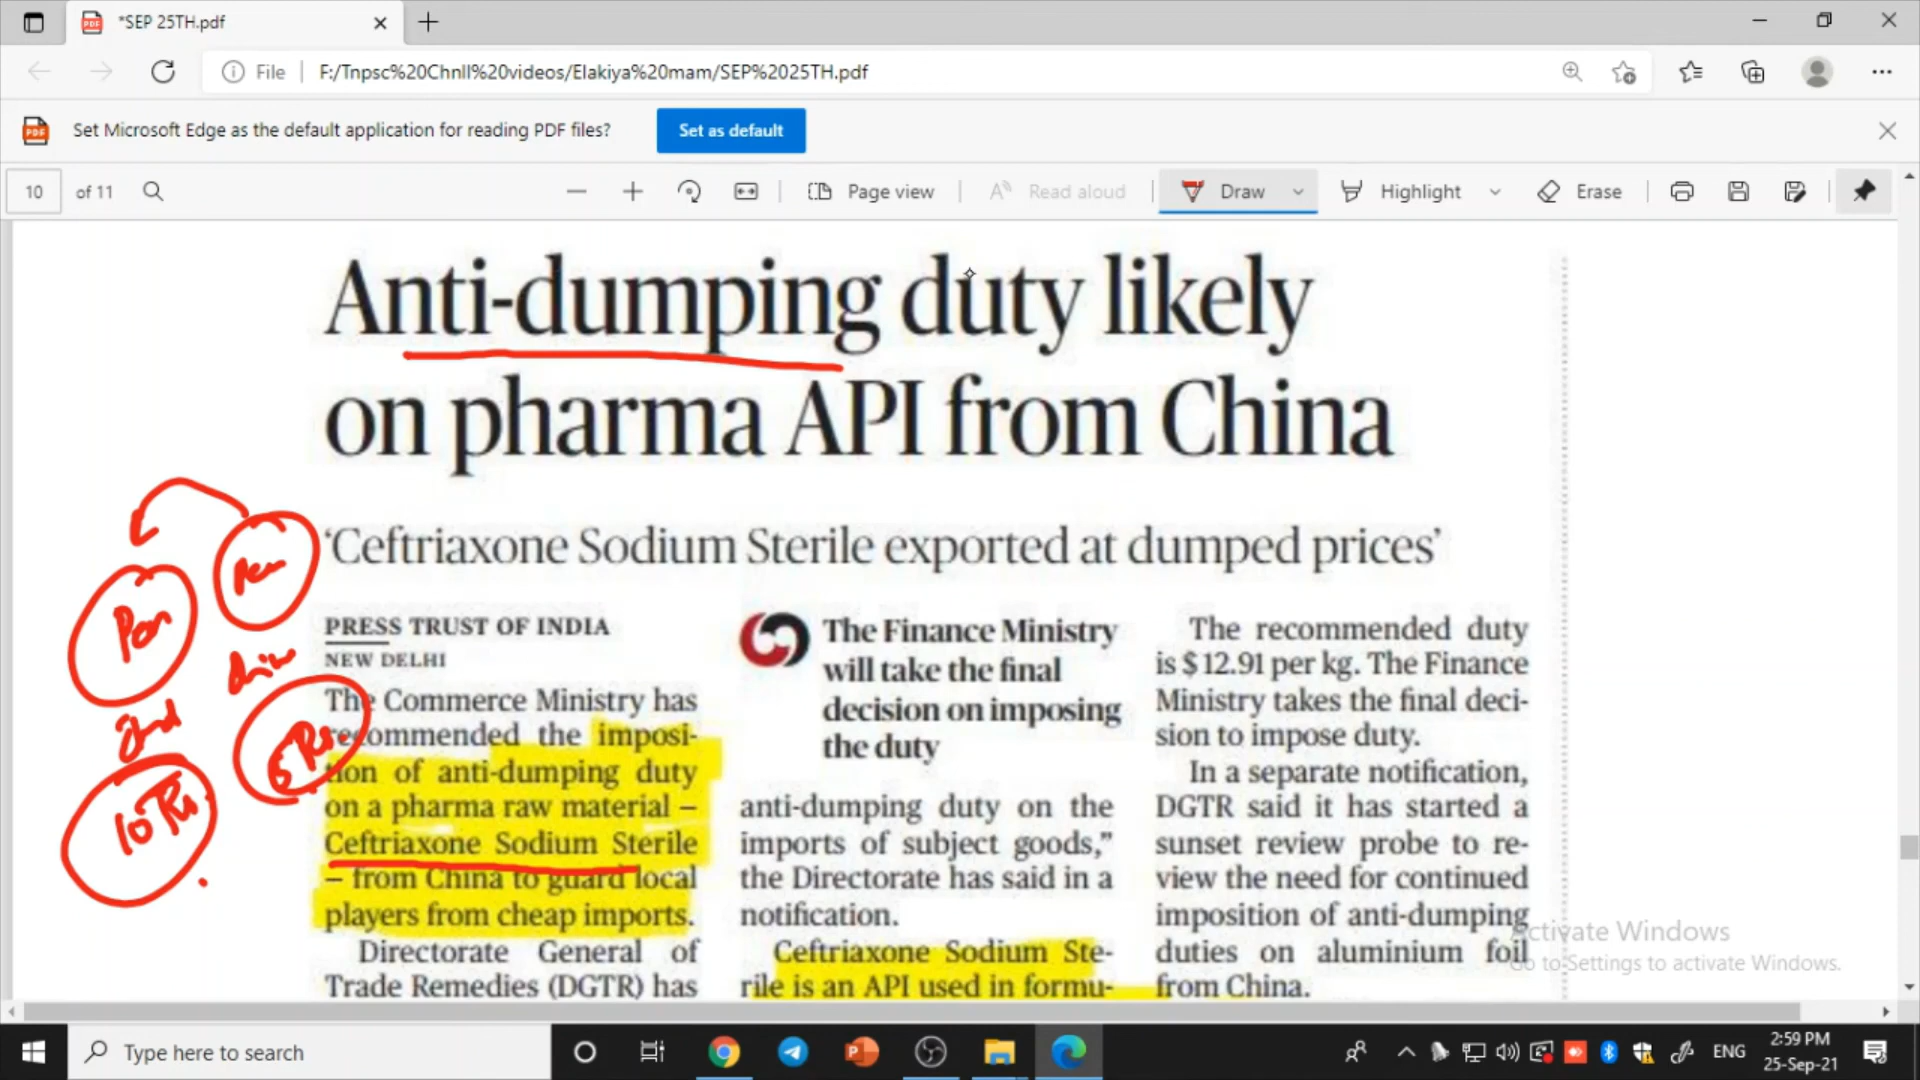 *SEP 25TH.pdf
File
F:/Tnpsc%20Chnll%20videos/Elakiya%20mam/SEP%2025TH.pdf
Set Microsoft Edge as the default application for reading PDF files?
Set as default
10 of 11
Page view
Read aloud
Draw
Highlight
Erase
Anti-dumping duty likely
on pharma API from China
‘Ceftriaxone Sodium Sterile exported at dumped prices’
PRESS TRUST OF INDIA
NEW DELHI
The Commerce Ministry has
recommended the imposi-
tion of anti-dumping duty
on a pharma raw material –
Ceftriaxone Sodium Sterile
– from China to guard local
players from cheap imports.
Directorate General of
Trade Remedies (DGTR) has
The Finance Ministry
will take the final
decision on imposing
the duty
anti-dumping duty on the
imports of subject goods,”
the Directorate has said in a
notification.
Ceftriaxone Sodium Ste-
rile is an API used in formu-
The recommended duty
is $12.91 per kg. The Finance
Ministry takes the final deci-
sion to impose duty.
In a separate notification,
DGTR said it has started a
sunset review probe to re-
view the need for continued
imposition of anti-dumping
duties on aluminium foil
from China.
Pen
Pen
5 Rs.
10 Rs.
Activate Windows
Go to Settings to activate Windows.
Type here to search
ENG
2:59 PM
25-Sep-21